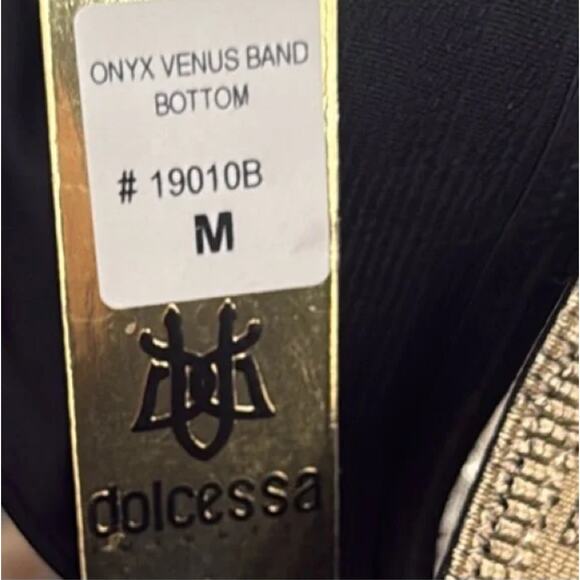 ONYX VENUS BAND
BOTTOM
# 19010B
M
dolcessa